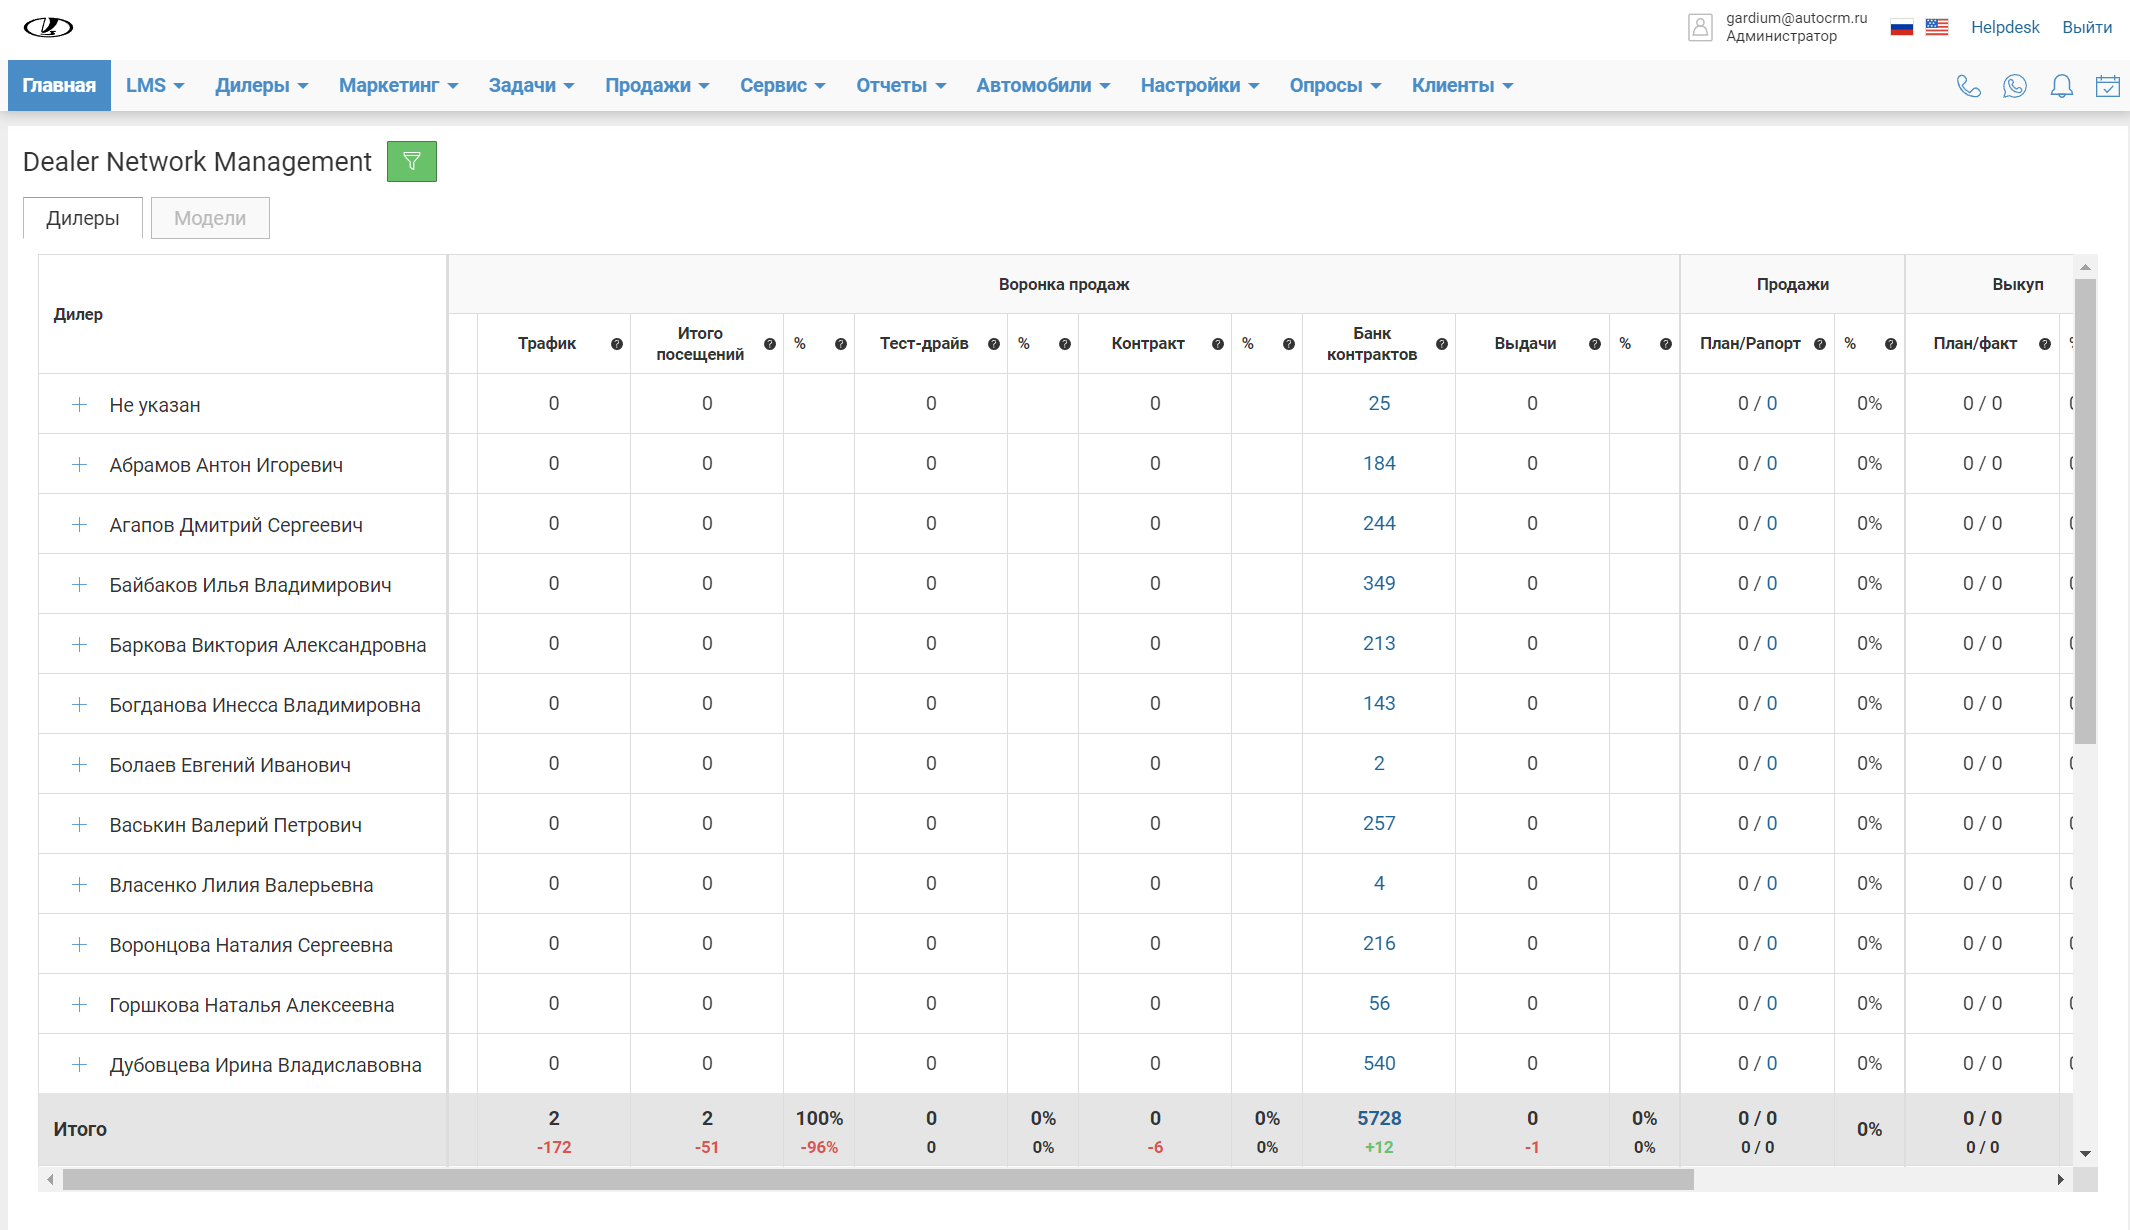 gardium@autocrm.ru
Администратор
Helpdesk Выйти
Главная LMS Дилеры Маркетинг Задачи Продажи Сервис Отчеты Автомобили Настройки Опросы Клиенты
Dealer Network Management
Дилеры Модели
Дилер Воронка продаж Продажи Выкуп
Трафик Итого посещений % Тест-драйв % Контракт % Банк контрактов Выдачи % План/Рапорт % План/факт
Не указан 0 0 0 0 25 0 0 / 0 0% 0 / 0
Абрамов Антон Игоревич 0 0 0 0 184 0 0 / 0 0% 0 / 0
Агапов Дмитрий Сергеевич 0 0 0 0 244 0 0 / 0 0% 0 / 0
Байбаков Илья Владимирович 0 0 0 0 349 0 0 / 0 0% 0 / 0
Баркова Виктория Александровна 0 0 0 0 213 0 0 / 0 0% 0 / 0
Богданова Инесса Владимировна 0 0 0 0 143 0 0 / 0 0% 0 / 0
Болаев Евгений Иванович 0 0 0 0 2 0 0 / 0 0% 0 / 0
Васькин Валерий Петрович 0 0 0 0 257 0 0 / 0 0% 0 / 0
Власенко Лилия Валерьевна 0 0 0 0 4 0 0 / 0 0% 0 / 0
Воронцова Наталия Сергеевна 0 0 0 0 216 0 0 / 0 0% 0 / 0
Горшкова Наталья Алексеевна 0 0 0 0 56 0 0 / 0 0% 0 / 0
Дубовцева Ирина Владиславовна 0 0 0 0 540 0 0 / 0 0% 0 / 0
Итого 2 2 100% 0 0% 0 0% 5728 0 0% 0 / 0 0% 0 / 0
-172 -51 -96% 0 0% -6 0% +12 -1 0% 0 / 0 0 / 0